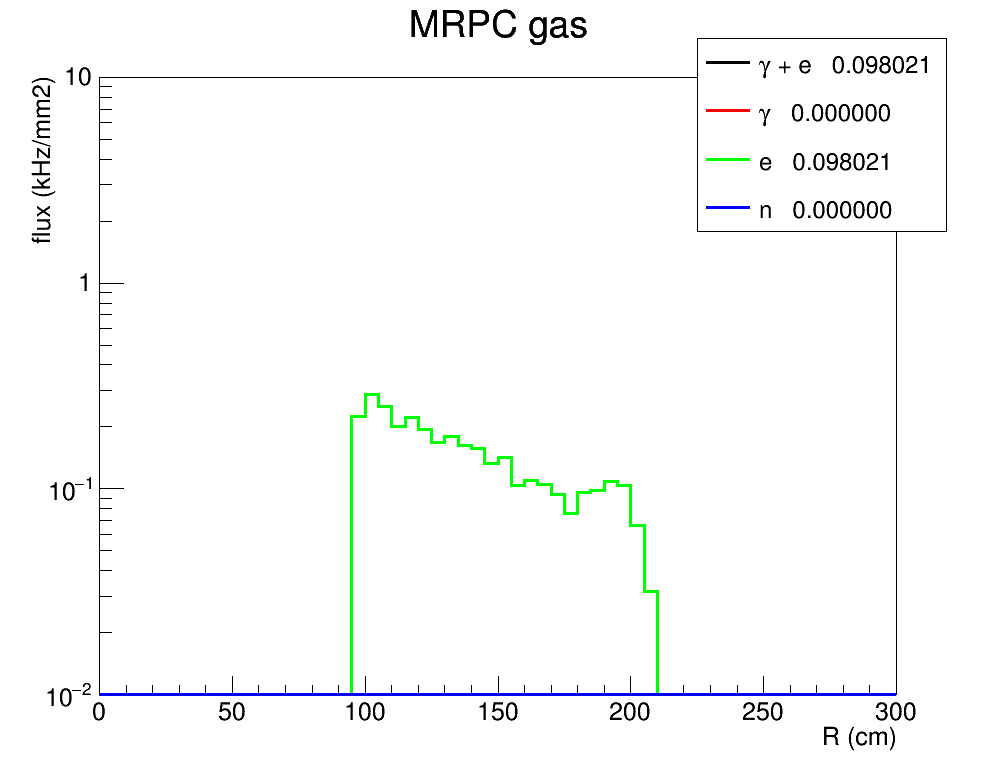 MRPC gas
γ + e 0.098021
γ 0.000000
e 0.098021
n 0.000000
flux (kHz/mm2)
10
1
10⁻¹
10⁻²
0 50 100 150 200 250 300
R (cm)